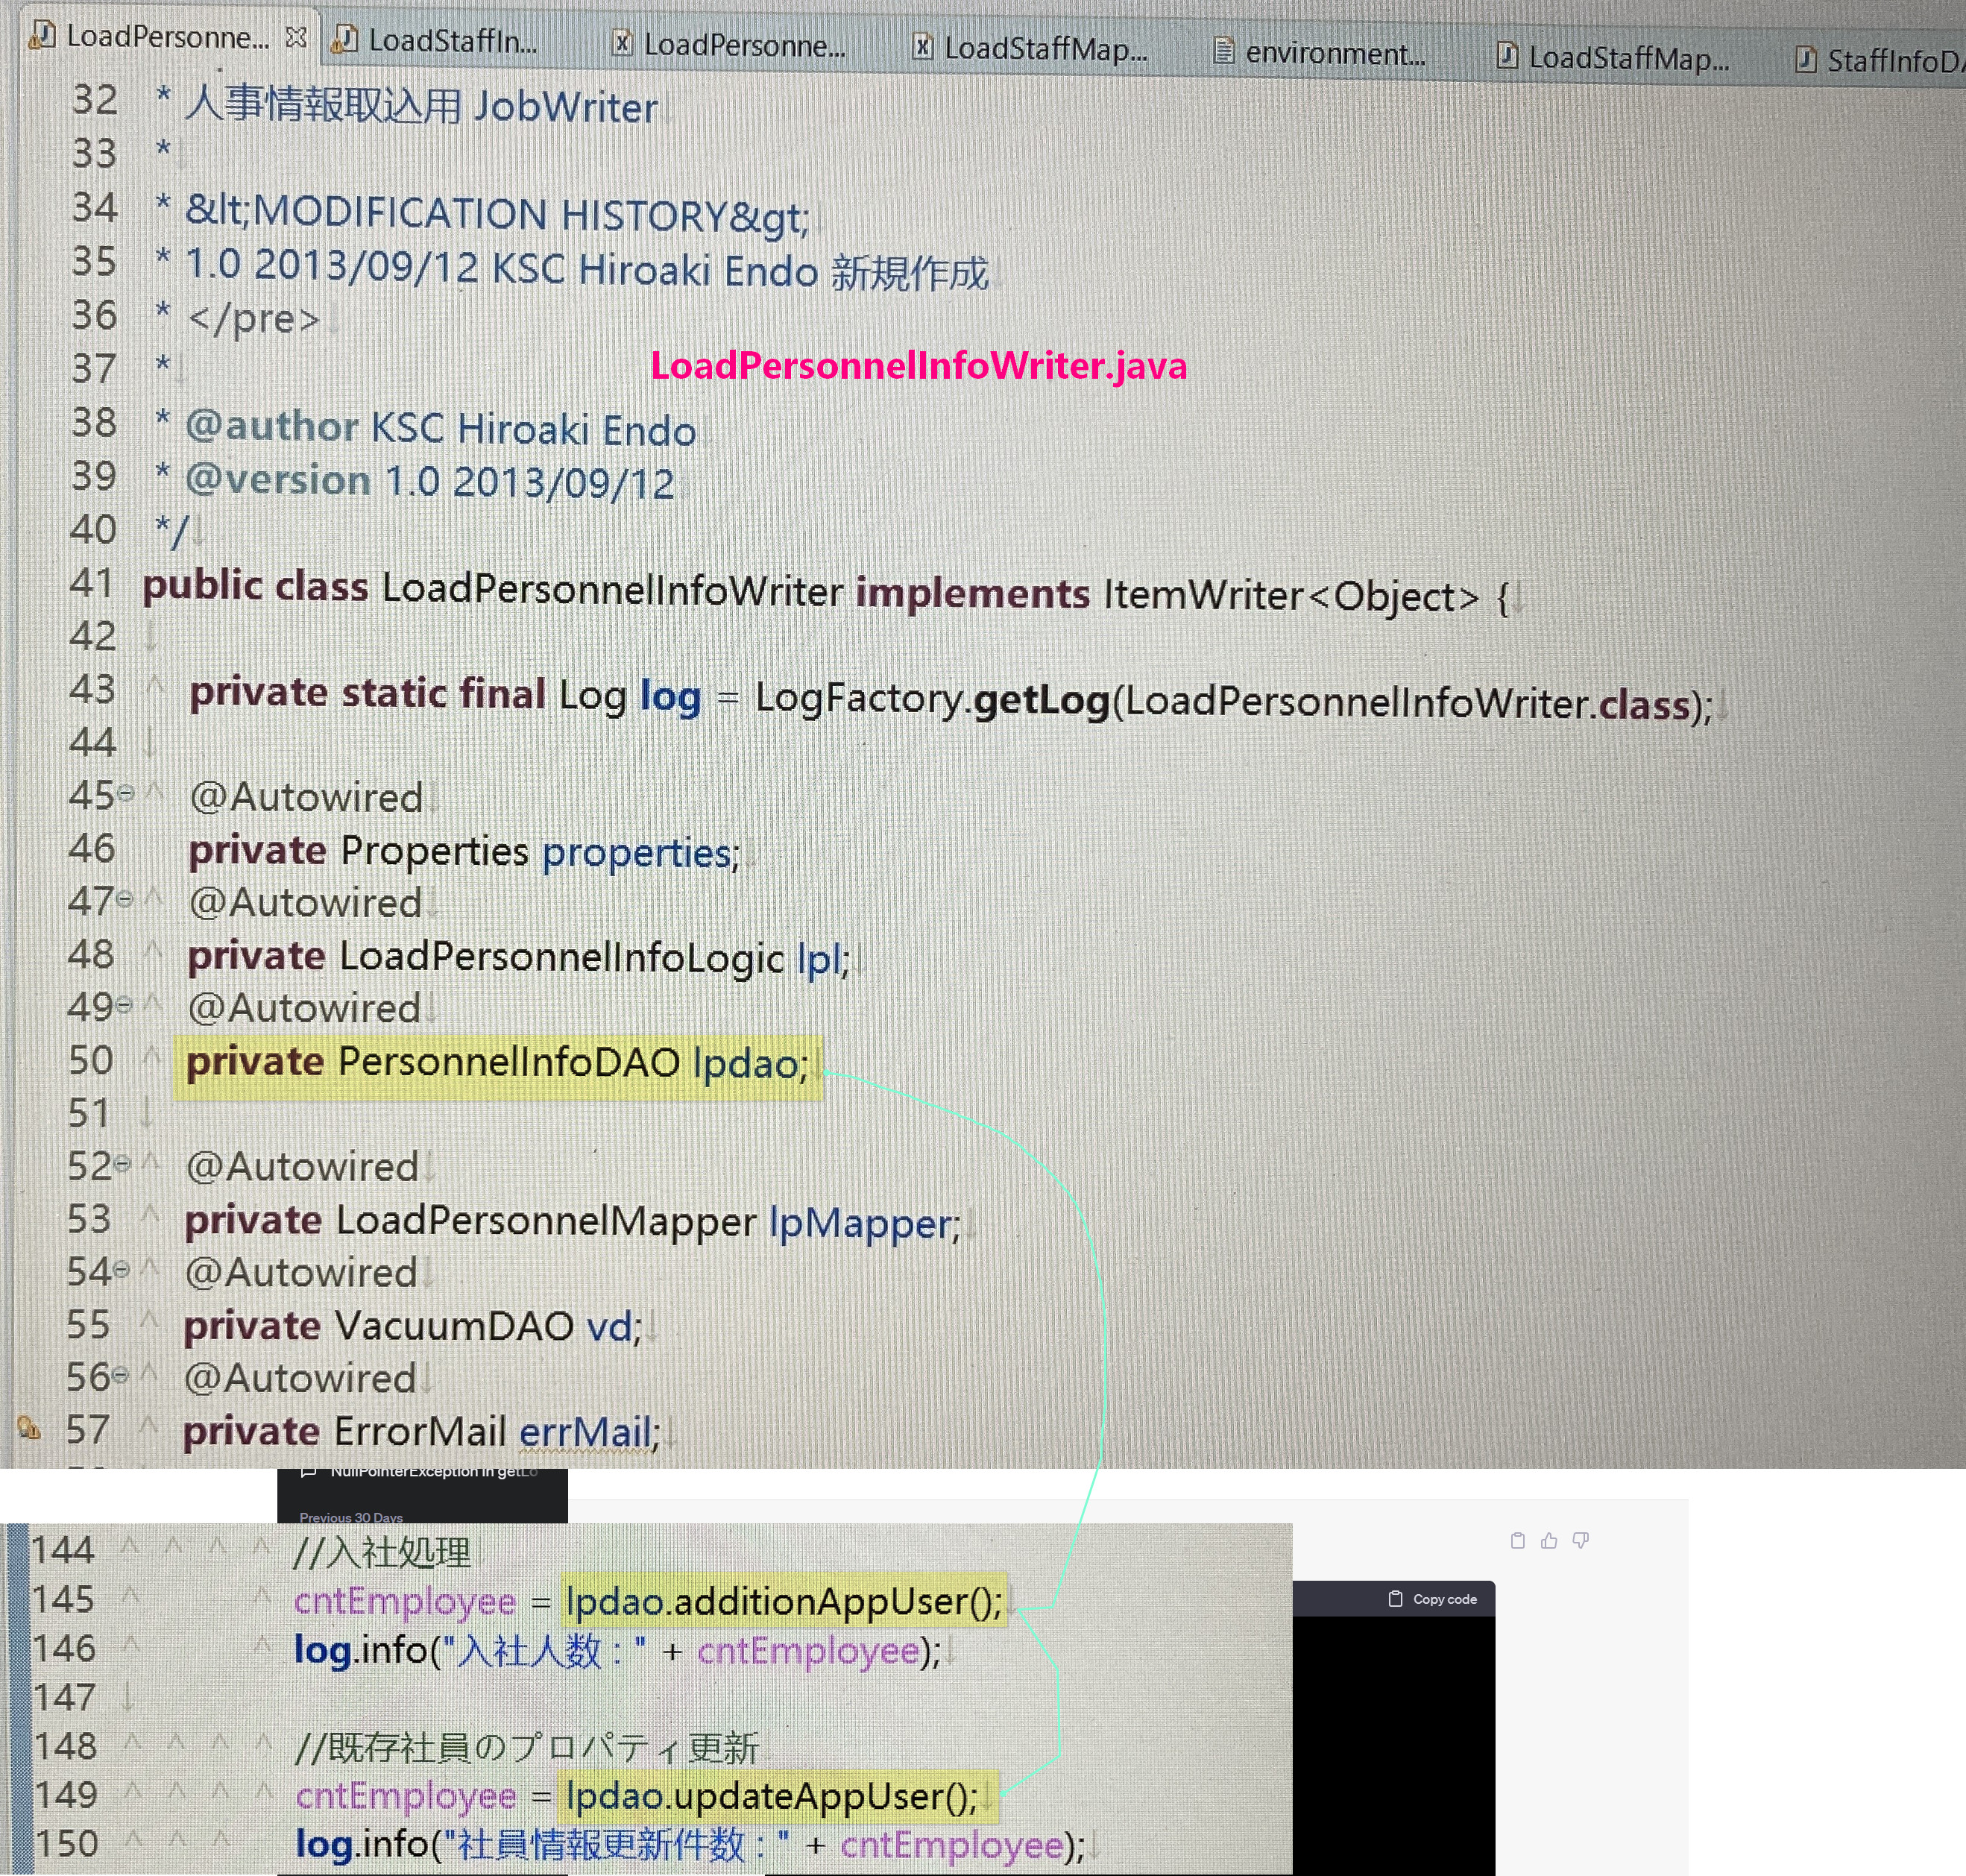 LoadPersonne...
LoadStaffIn...
LoadPersonne...
LoadStaffMap...
environment...
LoadStaffMap...
StaffInfoDA
32 * 人事情報取込用 JobWriter
33 *
34 * &lt;MODIFICATION HISTORY&gt;
35 * 1.0 2013/09/12 KSC Hiroaki Endo 新規作成
36 * </pre>
37 *
LoadPersonnelInfoWriter.java
38 * @author KSC Hiroaki Endo
39 * @version 1.0 2013/09/12
40 */
41 public class LoadPersonnelInfoWriter implements ItemWriter<Object> {
42
43 private static final Log log = LogFactory.getLog(LoadPersonnelInfoWriter.class);
44
45 @Autowired
46 private Properties properties;
47 @Autowired
48 private LoadPersonnelInfoLogic lpl;
49 @Autowired
50 private PersonnelInfoDAO lpdao;
51
52 @Autowired
53 private LoadPersonnelMapper lpMapper;
54 @Autowired
55 private VacuumDAO vd;
56 @Autowired
57 private ErrorMail errMail;
NullPointerException in getLo
Previous 30 Days
144 //入社処理
145 cntEmployee = lpdao.additionAppUser();
Copy code
146 log.info("入社人数：" + cntEmployee);
147
148 //既存社員のプロパティ更新
149 cntEmployee = lpdao.updateAppUser();
150 log.info("社員情報更新件数：" + cntEmployee);